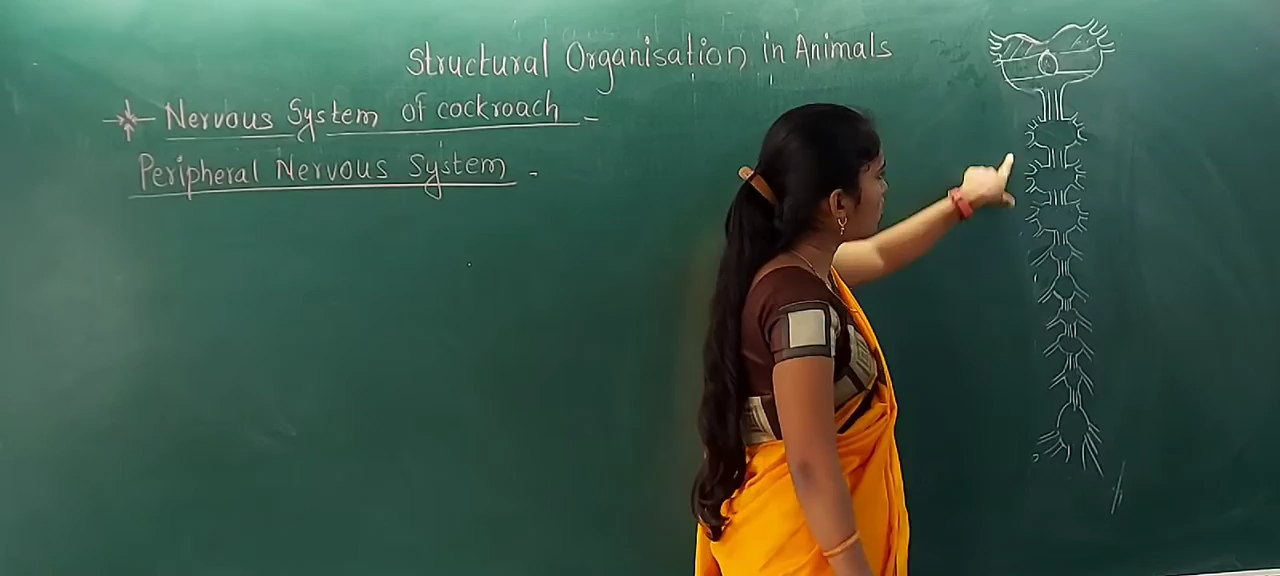 Structural Organisation in Animals
Nervous System of cockroach -
Peripheral Nervous System -